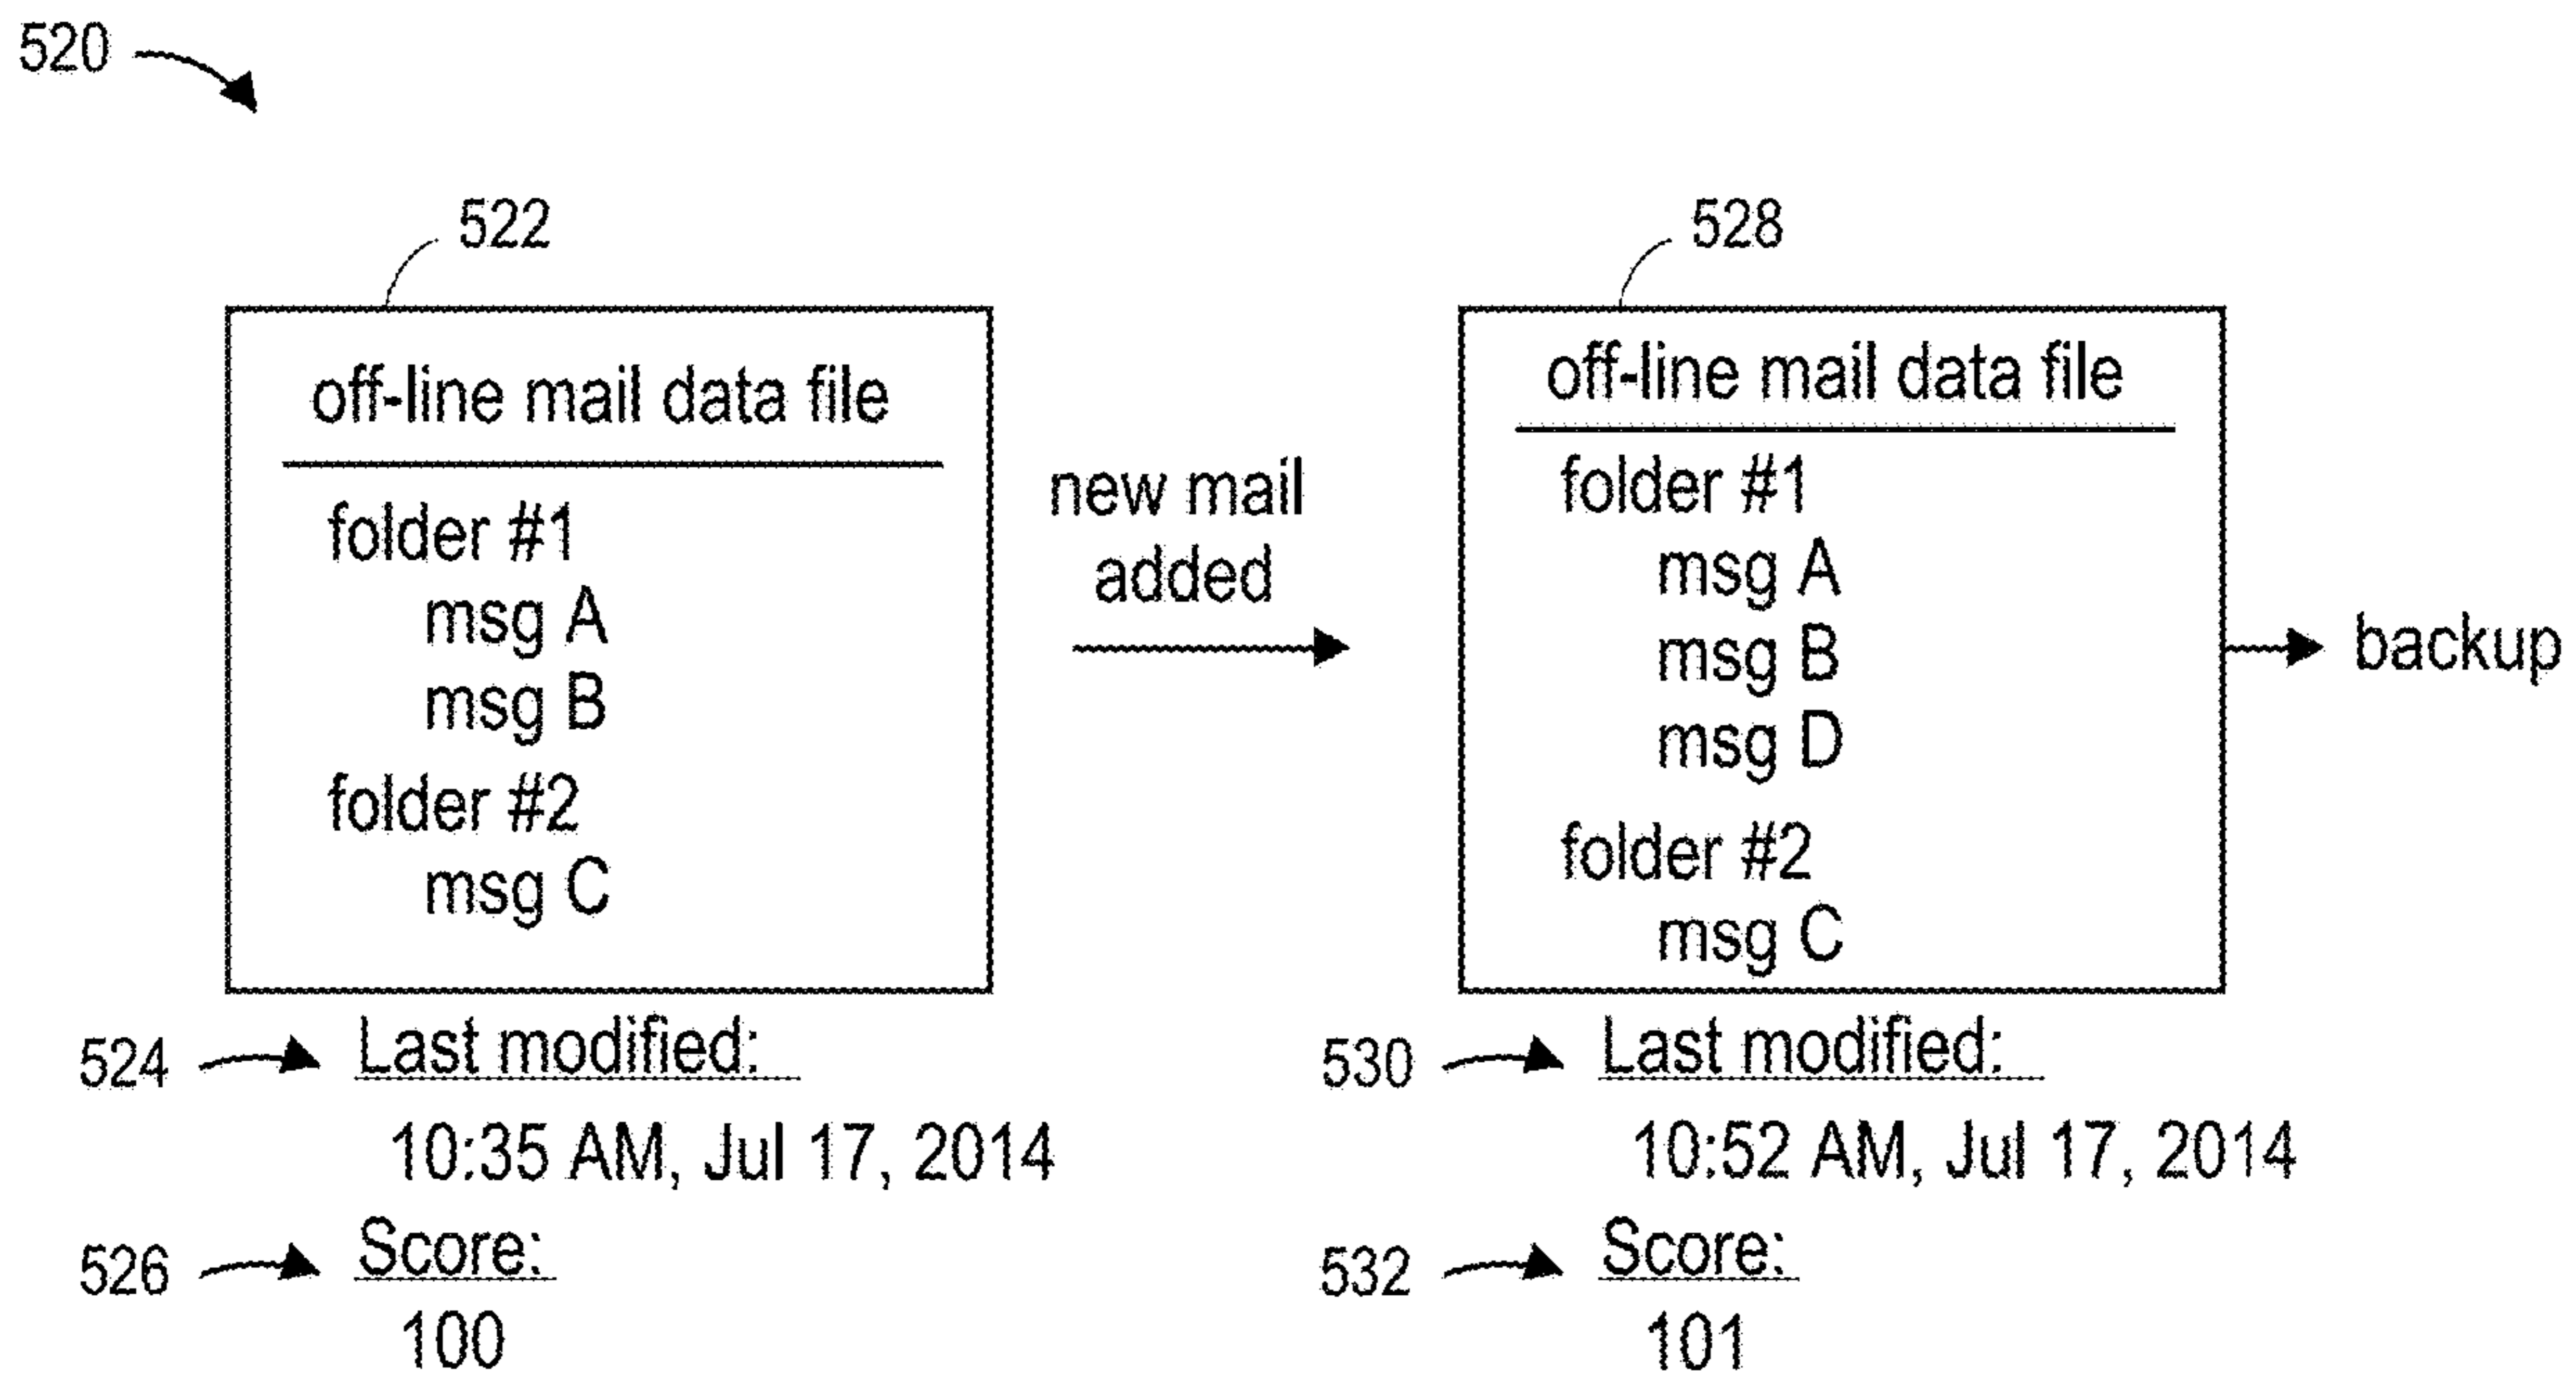 520
522
off-line mail data file
folder #1
msg A
msg B
folder #2
msg C
524
Last modified:
10:35 AM, Jul 17, 2014
526
Score:
100
new mail
added
528
off-line mail data file
folder #1
msg A
msg B
msg D
folder #2
msg C
530
Last modified:
10:52 AM, Jul 17, 2014
532
Score:
101
backup